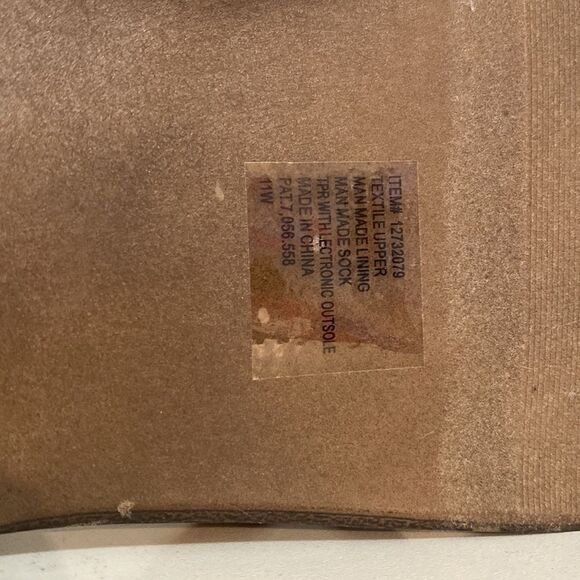 ITEM# 12732079
TEXTILE UPPER
MAN MADE LINING
MAN MADE SOCK
TPR WITH LECTRONIC OUTSOLE
MADE IN CHINA
PAT.7,056,558
11W